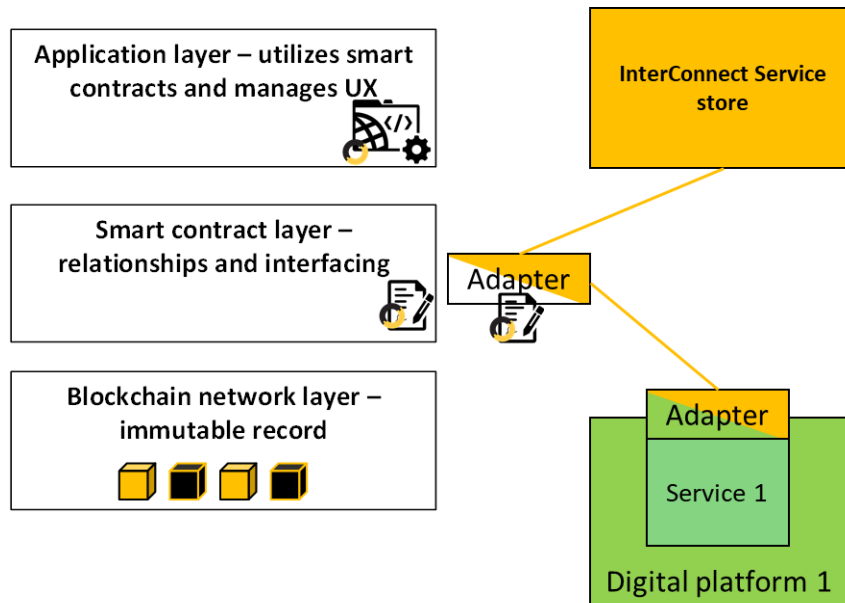 Application layer – utilizes smart
contracts and manages UX
</>
InterConnect Service
store
Smart contract layer –
relationships and interfacing
Adapter
Blockchain network layer –
immutable record
Adapter
Service 1
Digital platform 1